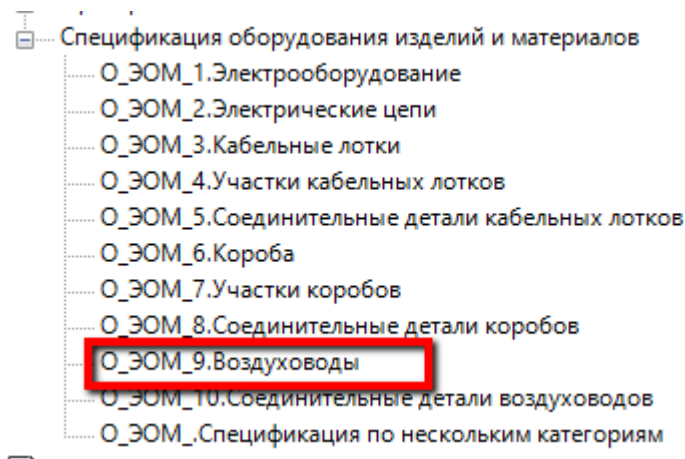 Спецификация оборудования изделий и материалов
О_ЭОМ_1.Электрооборудование
О_ЭОМ_2.Электрические цепи
О_ЭОМ_3.Кабельные лотки
О_ЭОМ_4.Участки кабельных лотков
О_ЭОМ_5.Соединительные детали кабельных лотков
О_ЭОМ_6.Короба
О_ЭОМ_7.Участки коробов
О_ЭОМ_8.Соединительные детали коробов
О_ЭОМ_9.Воздуховоды
О_ЭОМ_10.Соединительные детали воздуховодов
О_ЭОМ_.Спецификация по нескольким категориям